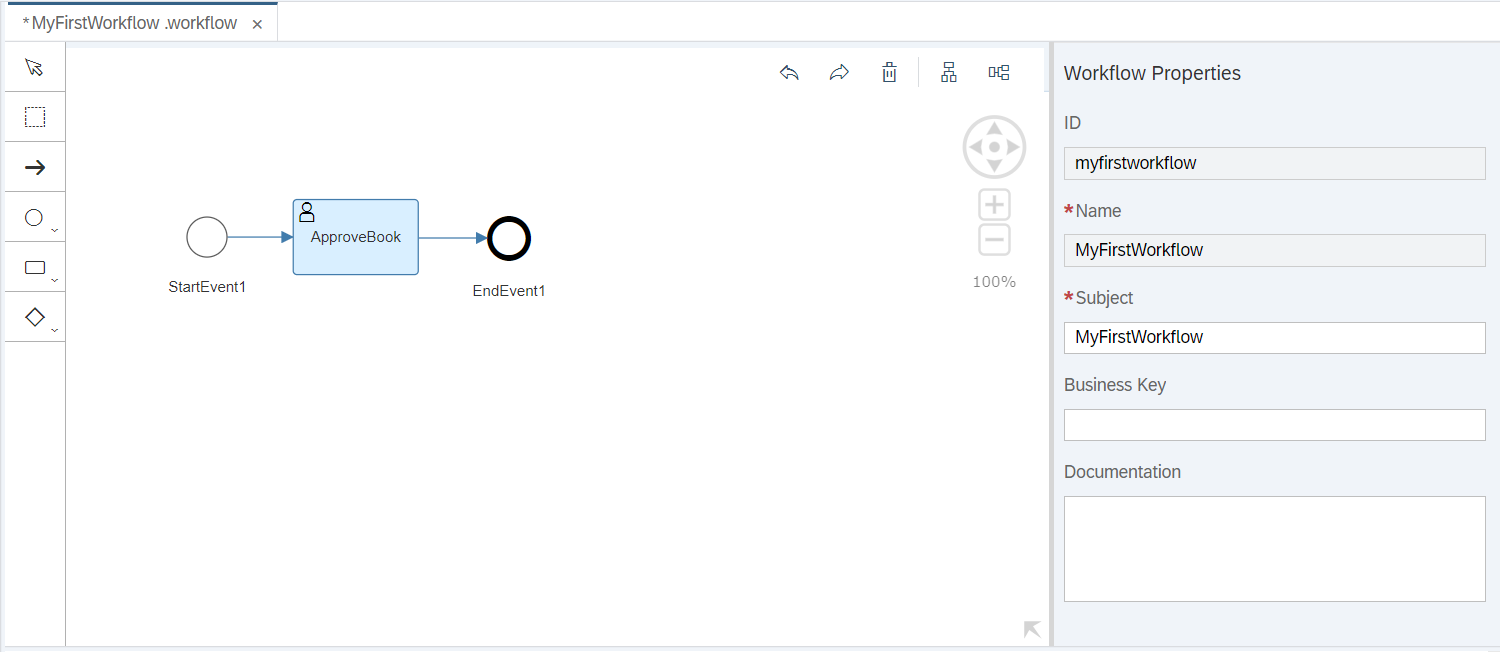 *MyFirstWorkflow .workflow ×
Workflow Properties
ID
myfirstworkflow
*Name
MyFirstWorkflow
*Subject
MyFirstWorkflow
Business Key
Documentation
ApproveBook
StartEvent1
EndEvent1
100%